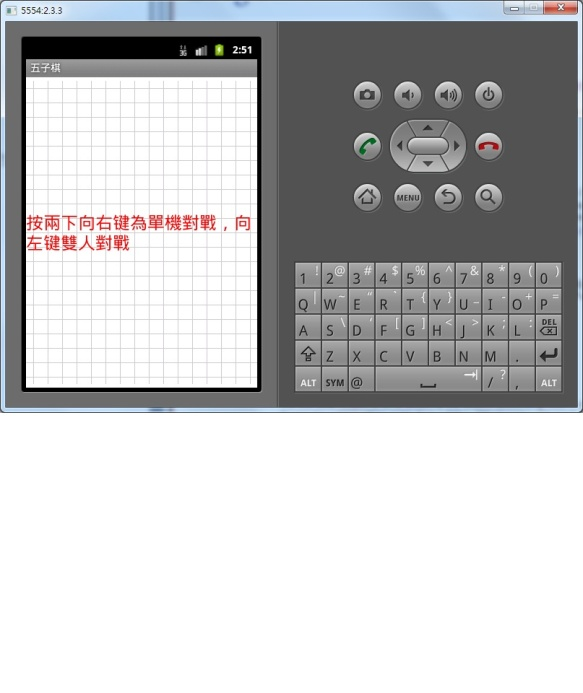 5554:2.3.3
3G 2:51
五子棋
按兩下向右键為單機對戰，向
左键雙人對戰
MENU
1 ! 2 @ 3 # 4 $ 5 % 6 ^ 7 & 8 * 9 ( 0 )
Q | W ~ E " R ` T { Y } U _ I - O + P =
A S \ D ' F [ G ] H < J > K ; L : DEL
Z X C V B N M .
ALT SYM @ / ? , ALT